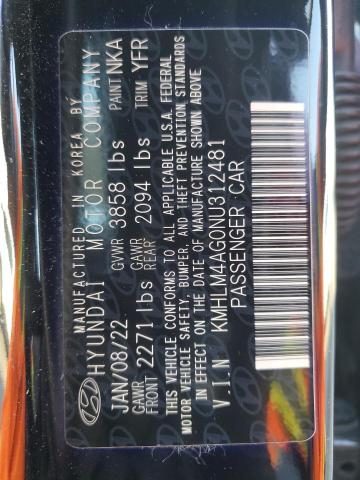 MANUFACTURED IN KOREA BY
HYUNDAI MOTOR COMPANY
JAN/08/22 GVWR 3858 lbs PAINT NKA
GAWR FRONT 2271 lbs GAWR REAR 2094 lbs TRIM YFR
THIS VEHICLE CONFORMS TO ALL APPLICABLE U.S.A. FEDERAL
MOTOR VEHICLE SAFETY, BUMPER, AND THEFT PREVENTION STANDARDS
IN EFFECT ON THE DATE OF MANUFACTURE SHOWN ABOVE
V.I.N KMHLM4AG0NU312481
PASSENGER CAR